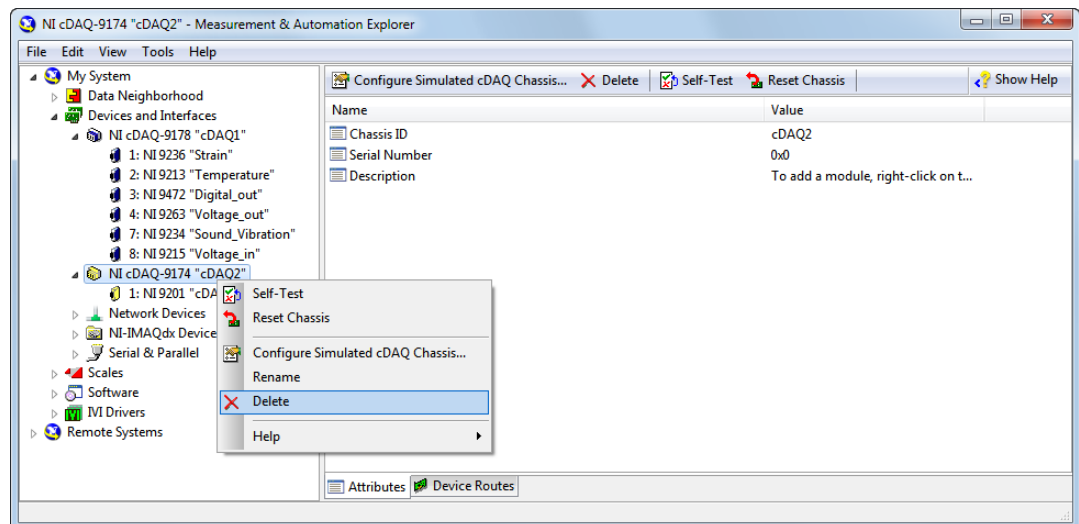 NI cDAQ-9174 "cDAQ2" - Measurement & Automation Explorer
File Edit View Tools Help
My System
Data Neighborhood
Devices and Interfaces
NI cDAQ-9178 "cDAQ1"
1: NI 9236 "Strain"
2: NI 9213 "Temperature"
3: NI 9472 "Digital_out"
4: NI 9263 "Voltage_out"
7: NI 9234 "Sound_Vibration"
8: NI 9215 "Voltage_in"
NI cDAQ-9174 "cDAQ2"
1: NI 9201 "cDA
Network Devices
NI-IMAQdx Device
Serial & Parallel
Scales
Software
IVI Drivers
Remote Systems
Self-Test
Reset Chassis
Configure Simulated cDAQ Chassis...
Rename
Delete
Help
Configure Simulated cDAQ Chassis... Delete Self-Test Reset Chassis Show Help
Name Value
Chassis ID cDAQ2
Serial Number 0x0
Description To add a module, right-click on t...
Attributes Device Routes